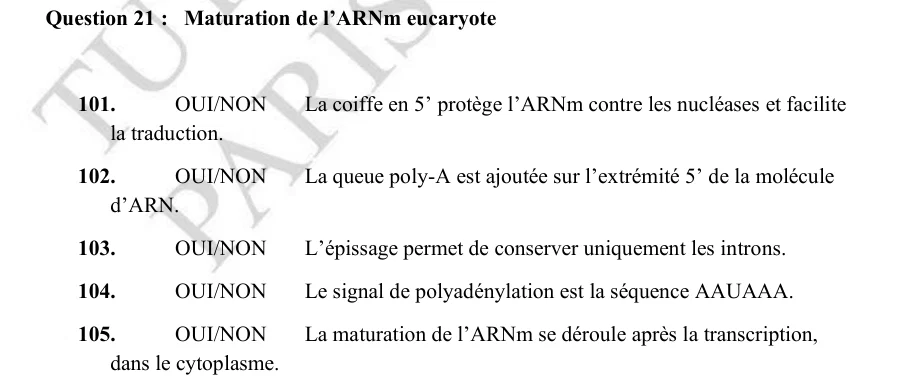 Question 21 : Maturation de l’ARNm eucaryote
101. OUI/NON La coiffe en 5’ protège l’ARNm contre les nucléases et facilite
la traduction.
102. OUI/NON La queue poly-A est ajoutée sur l’extrémité 5’ de la molécule
d’ARN.
103. OUI/NON L’épissage permet de conserver uniquement les introns.
104. OUI/NON Le signal de polyadénylation est la séquence AAUAAA.
105. OUI/NON La maturation de l’ARNm se déroule après la transcription,
dans le cytoplasme.
TU
PARIS